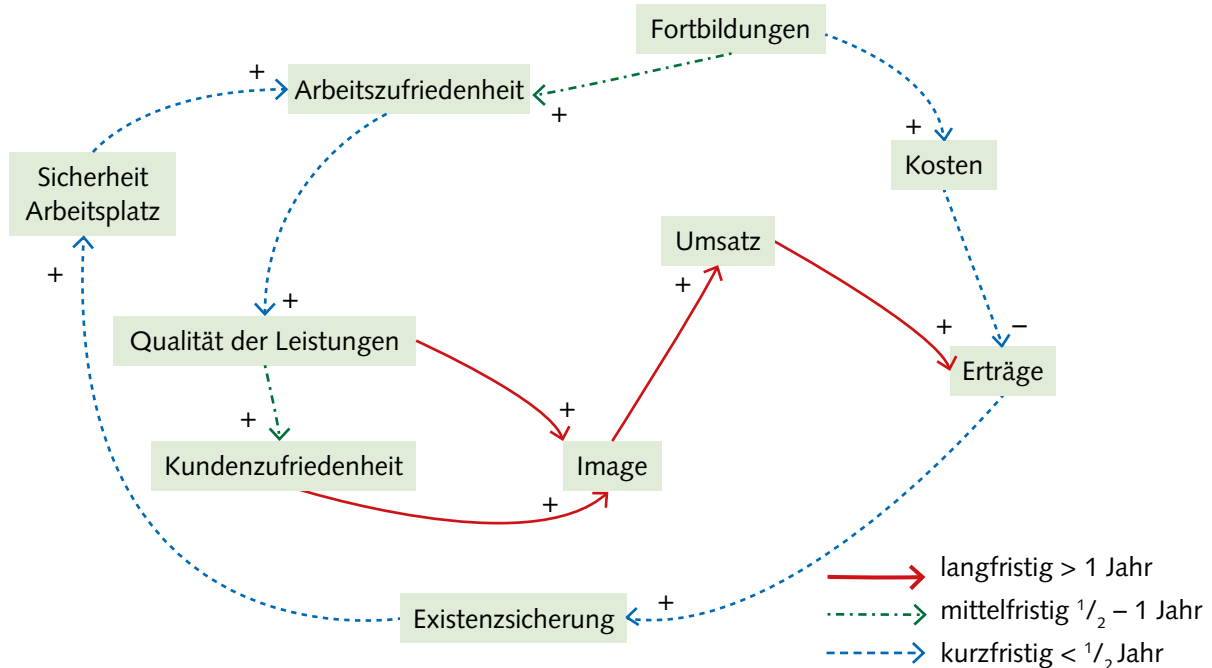 Fortbildungen
+
Arbeitszufriedenheit
+
+
Kosten
Sicherheit
Arbeitsplatz
Umsatz
+
+
+
Qualität der Leistungen
+
–
Erträge
+
+
Kundenzufriedenheit
Image
+
langfristig > 1 Jahr
Existenzsicherung
+
mittelfristig 1/2 – 1 Jahr
kurzfristig < 1/2 Jahr